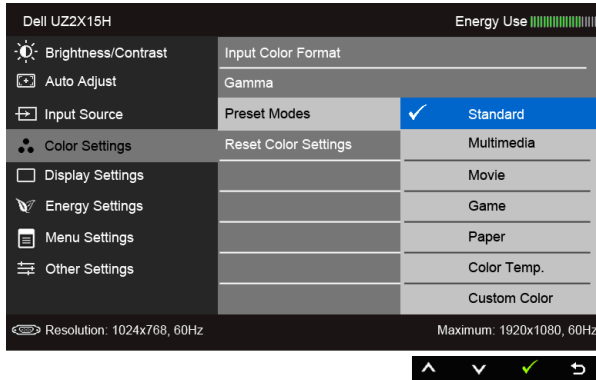 Dell UZ2X15H Energy Use
Brightness/Contrast Input Color Format
Auto Adjust Gamma
Input Source Preset Modes Standard
Color Settings Reset Color Settings Multimedia
Display Settings Movie
Energy Settings Game
Menu Settings Paper
Other Settings Color Temp.
Custom Color
Resolution: 1024x768, 60Hz Maximum: 1920x1080, 60Hz